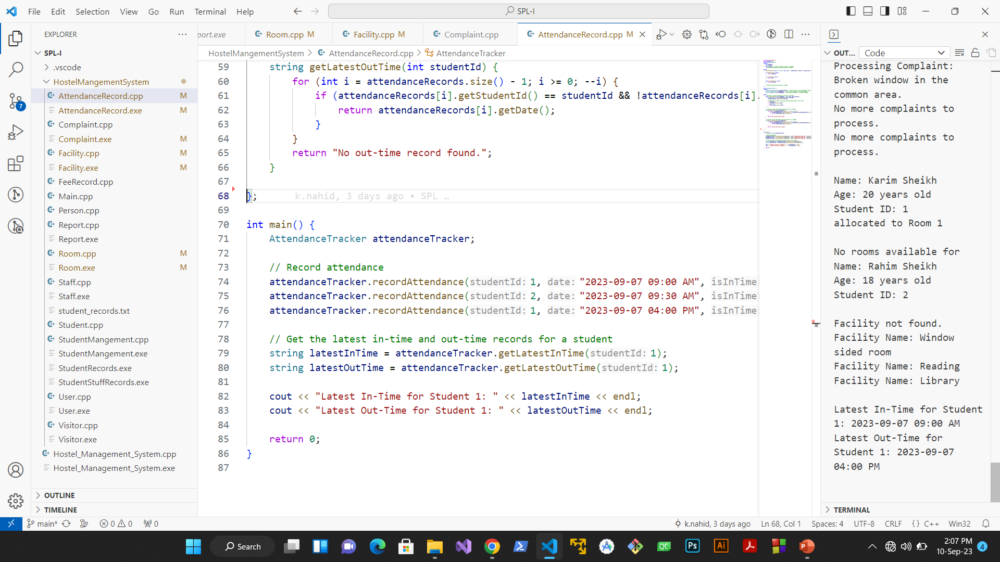 File Edit Selection View Go Run Terminal Help
SPL-I
EXPLORER
SPL-I
.vscode
HostelMangementSystem
AttendanceRecord.cpp M
AttendanceRecord.exe M
Complaint.cpp
Complaint.exe M
Facility.cpp M
Facility.exe M
FeeRecord.cpp
Main.cpp
Person.cpp
Report.cpp
Report.exe
Room.cpp M
Room.exe M
Staff.cpp
Staff.exe
student_records.txt
Student.cpp
StudentMangement.cpp
StudentMangement.exe
StudentRecords.exe
StudentStuffRecords.exe
User.cpp
User.exe
Visitor.cpp
Visitor.exe
Hostel_Management_System.cpp
Hostel_Management_System.exe
OUTLINE
TIMELINE
7
port.exe Room.cpp M Facility.cpp M Complaint.cpp AttendanceRecord.cpp M
HostelMangementSystem > AttendanceRecord.cpp > AttendanceTracker
59 string getLatestOutTime(int studentId) {
60 for (int i = attendanceRecords.size() - 1; i >= 0; --i) {
61 if (attendanceRecords[i].getStudentId() == studentId && !attendanceRecords[i].
62 return attendanceRecords[i].getDate();
63 }
64 }
65 return "No out-time record found.";
66 }
67
68 }; k.nahid, 3 days ago • SPL …
69
70 int main() {
71 AttendanceTracker attendanceTracker;
72
73 // Record attendance
74 attendanceTracker.recordAttendance(studentId: 1, date: "2023-09-07 09:00 AM", isInTime:
75 attendanceTracker.recordAttendance(studentId: 2, date: "2023-09-07 09:30 AM", isInTime:
76 attendanceTracker.recordAttendance(studentId: 1, date: "2023-09-07 04:00 PM", isInTime:
77
78 // Get the latest in-time and out-time records for a student
79 string latestInTime = attendanceTracker.getLatestInTime(studentId: 1);
80 string latestOutTime = attendanceTracker.getLatestOutTime(studentId: 1);
81
82 cout << "Latest In-Time for Student 1: " << latestInTime << endl;
83 cout << "Latest Out-Time for Student 1: " << latestOutTime << endl;
84
85 return 0;
86 }
87
OUT... Code
Processing Complaint:
Broken window in the
common area.
No more complaints to
process.
No more complaints to
process.
Name: Karim Sheikh
Age: 20 years old
Student ID: 1
allocated to Room 1
No rooms available for
Name: Rahim Sheikh
Age: 18 years old
Student ID: 2
Facility not found.
Facility Name: Window
sided room
Facility Name: Reading
Facility Name: Library
Latest In-Time for Student
1: 2023-09-07 09:00 AM
Latest Out-Time for
Student 1: 2023-09-07
04:00 PM
TERMINAL
main* 0 0 0 k.nahid, 3 days ago Ln 68, Col 1 Spaces: 4 UTF-8 CRLF {} C++ Win32
Search QC Ps Ai 2:07 PM
10-Sep-23 4